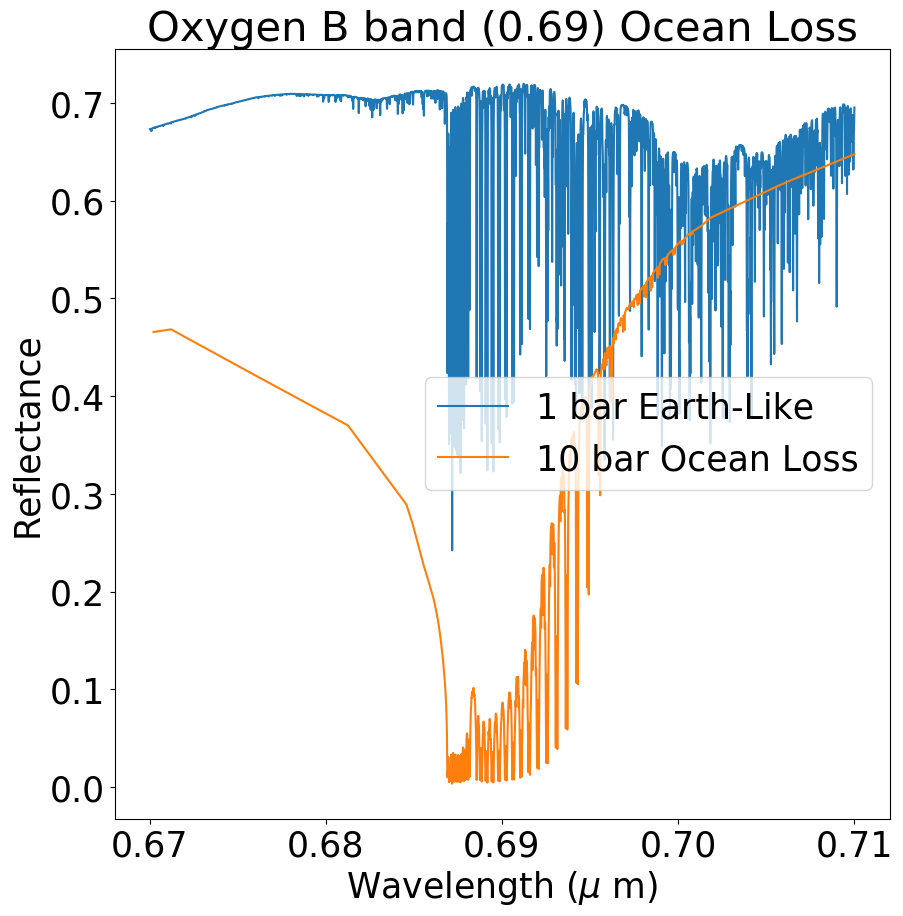 Oxygen B band (0.69) Ocean Loss
0.7
0.6
0.5
0.4
0.3
0.2
0.1
0.0
Reflectance
1 bar Earth-Like
10 bar Ocean Loss
0.67 0.68 0.69 0.70 0.71
Wavelength (μ m)